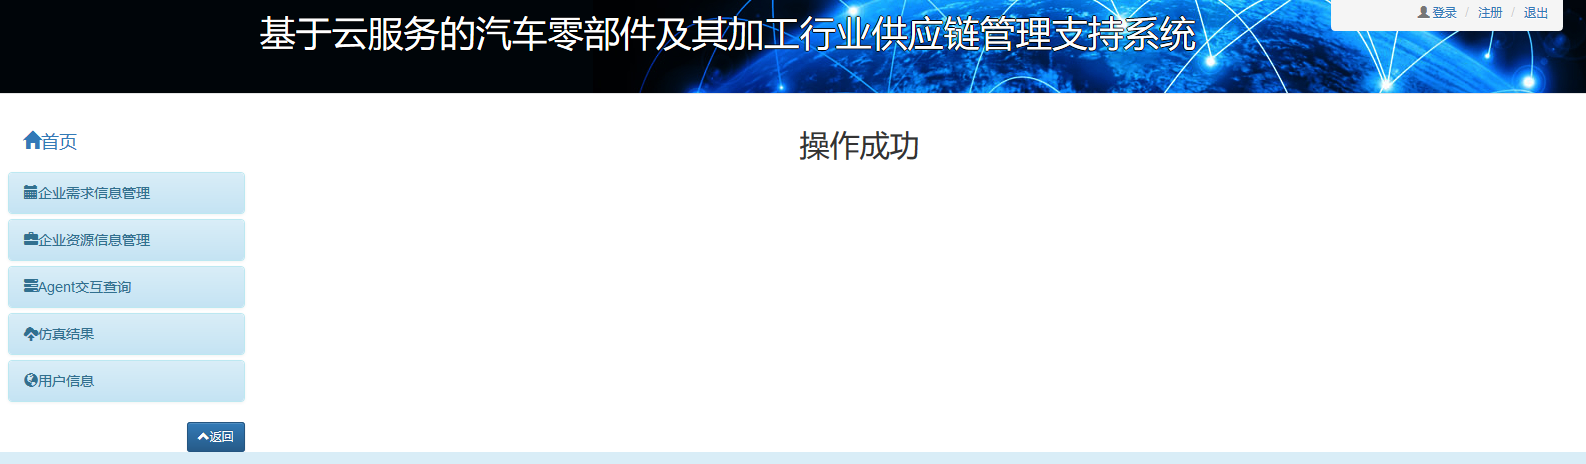 基于云服务的汽车零部件及其加工行业供应链管理支持系统
登录 / 注册 / 退出
首页
操作成功
企业需求信息管理
企业资源信息管理
Agent交互查询
仿真结果
用户信息
返回